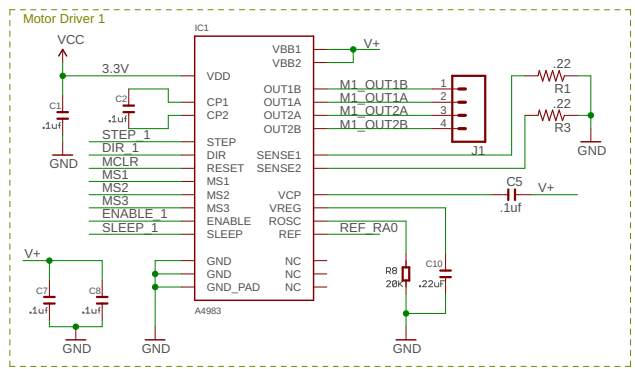 Motor Driver 1
VCC
3.3V
C1
.1uf
GND
C2
.1uf
STEP_1
DIR_1
MCLR
MS1
MS2
MS3
ENABLE_1
SLEEP_1
V+
C7
.1uf
C8
.1uf
GND
GND
IC1
VDD
CP1
CP2
STEP
DIR
RESET
MS1
MS2
MS3
ENABLE
SLEEP
GND
GND
GND_PAD
A4983
VBB1
VBB2
OUT1B
OUT1A
OUT2A
OUT2B
SENSE1
SENSE2
VCP
VREG
ROSC
REF
NC
NC
NC
V+
M1_OUT1B 1
M1_OUT1A 2
M1_OUT2A 3
M1_OUT2B 4
J1
.22
R1
.22
R3
GND
C5
.1uf
V+
REF_RA0
R8
20K
C10
.22uF
GND